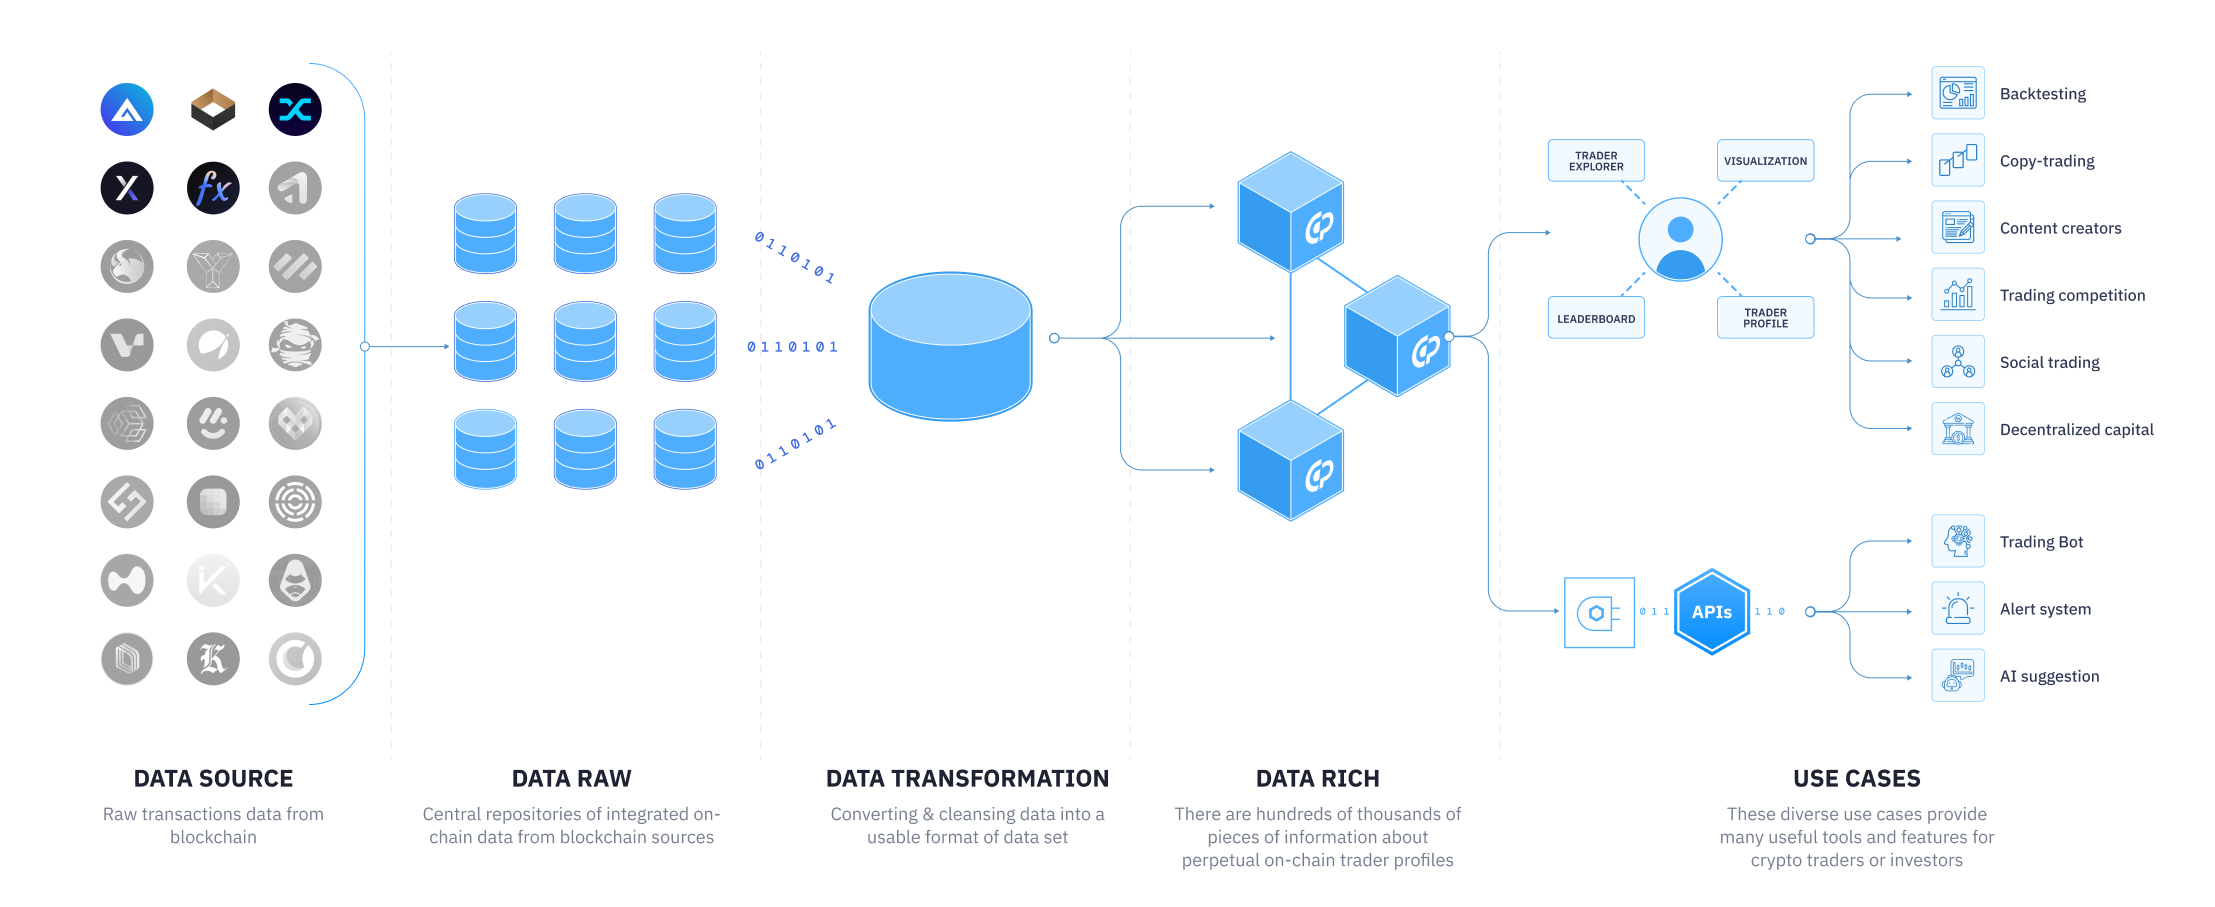 0110101
0110101
0110101
TRADER
EXPLORER
VISUALIZATION
LEADERBOARD
TRADER
PROFILE
Backtesting
Copy-trading
Content creators
Trading competition
Social trading
Decentralized capital
011
APIs
110
Trading Bot
Alert system
AI suggestion
DATA SOURCE
Raw transactions data from
blockchain
DATA RAW
Central repositories of integrated on-
chain data from blockchain sources
DATA TRANSFORMATION
Converting & cleansing data into a
usable format of data set
DATA RICH
There are hundreds of thousands of
pieces of information about
perpetual on-chain trader profiles
USE CASES
These diverse use cases provide
many useful tools and features for
crypto traders or investors